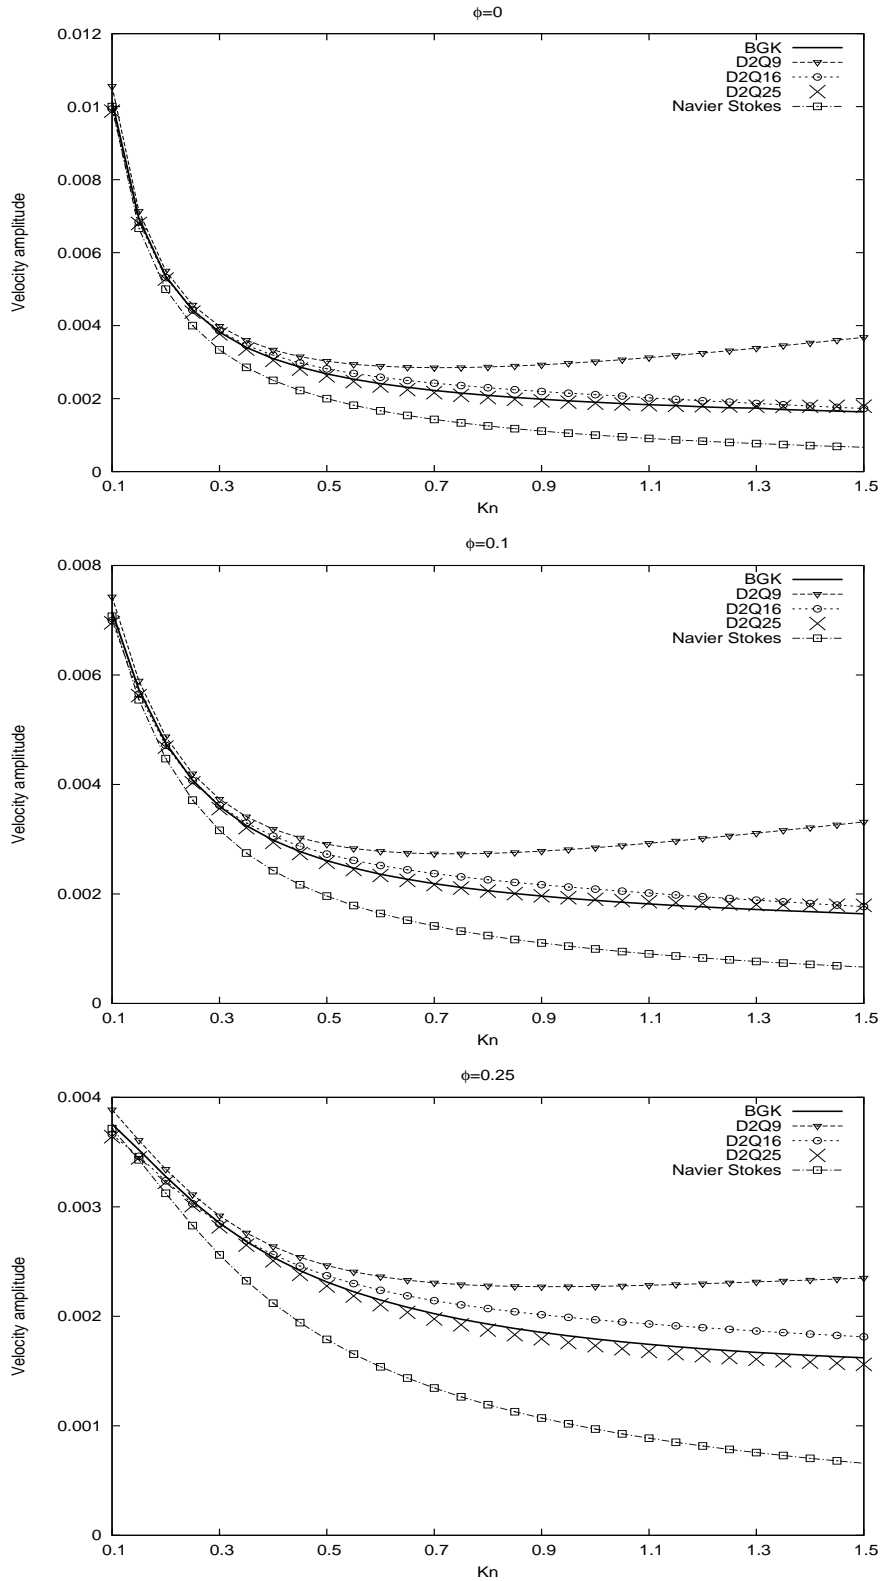 ϕ=0
0.012
0.01
0.008
0.006
0.004
0.002
0
Velocity amplitude
BGK
D2Q9
D2Q16
D2Q25
Navier Stokes
0.1 0.3 0.5 0.7 0.9 1.1 1.3 1.5
Kn
ϕ=0.1
0.008
0.006
0.004
0.002
0
Velocity amplitude
BGK
D2Q9
D2Q16
D2Q25
Navier Stokes
0.1 0.3 0.5 0.7 0.9 1.1 1.3 1.5
Kn
ϕ=0.25
0.004
0.003
0.002
0.001
0
Velocity amplitude
BGK
D2Q9
D2Q16
D2Q25
Navier Stokes
0.1 0.3 0.5 0.7 0.9 1.1 1.3 1.5
Kn